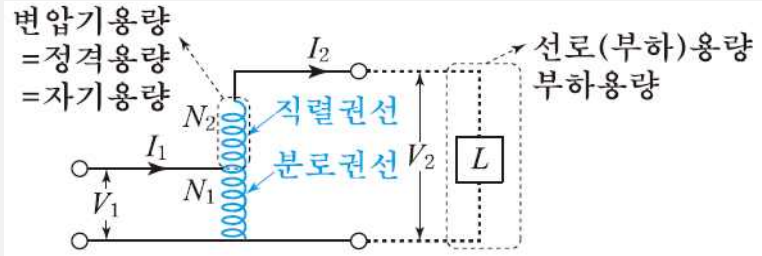 변압기용량
=정격용량
=자기용량
I₂
선로(부하)용량
부하용량
N₂
직렬권선
I₁
분로권선
N₁
V₁
V₂
L